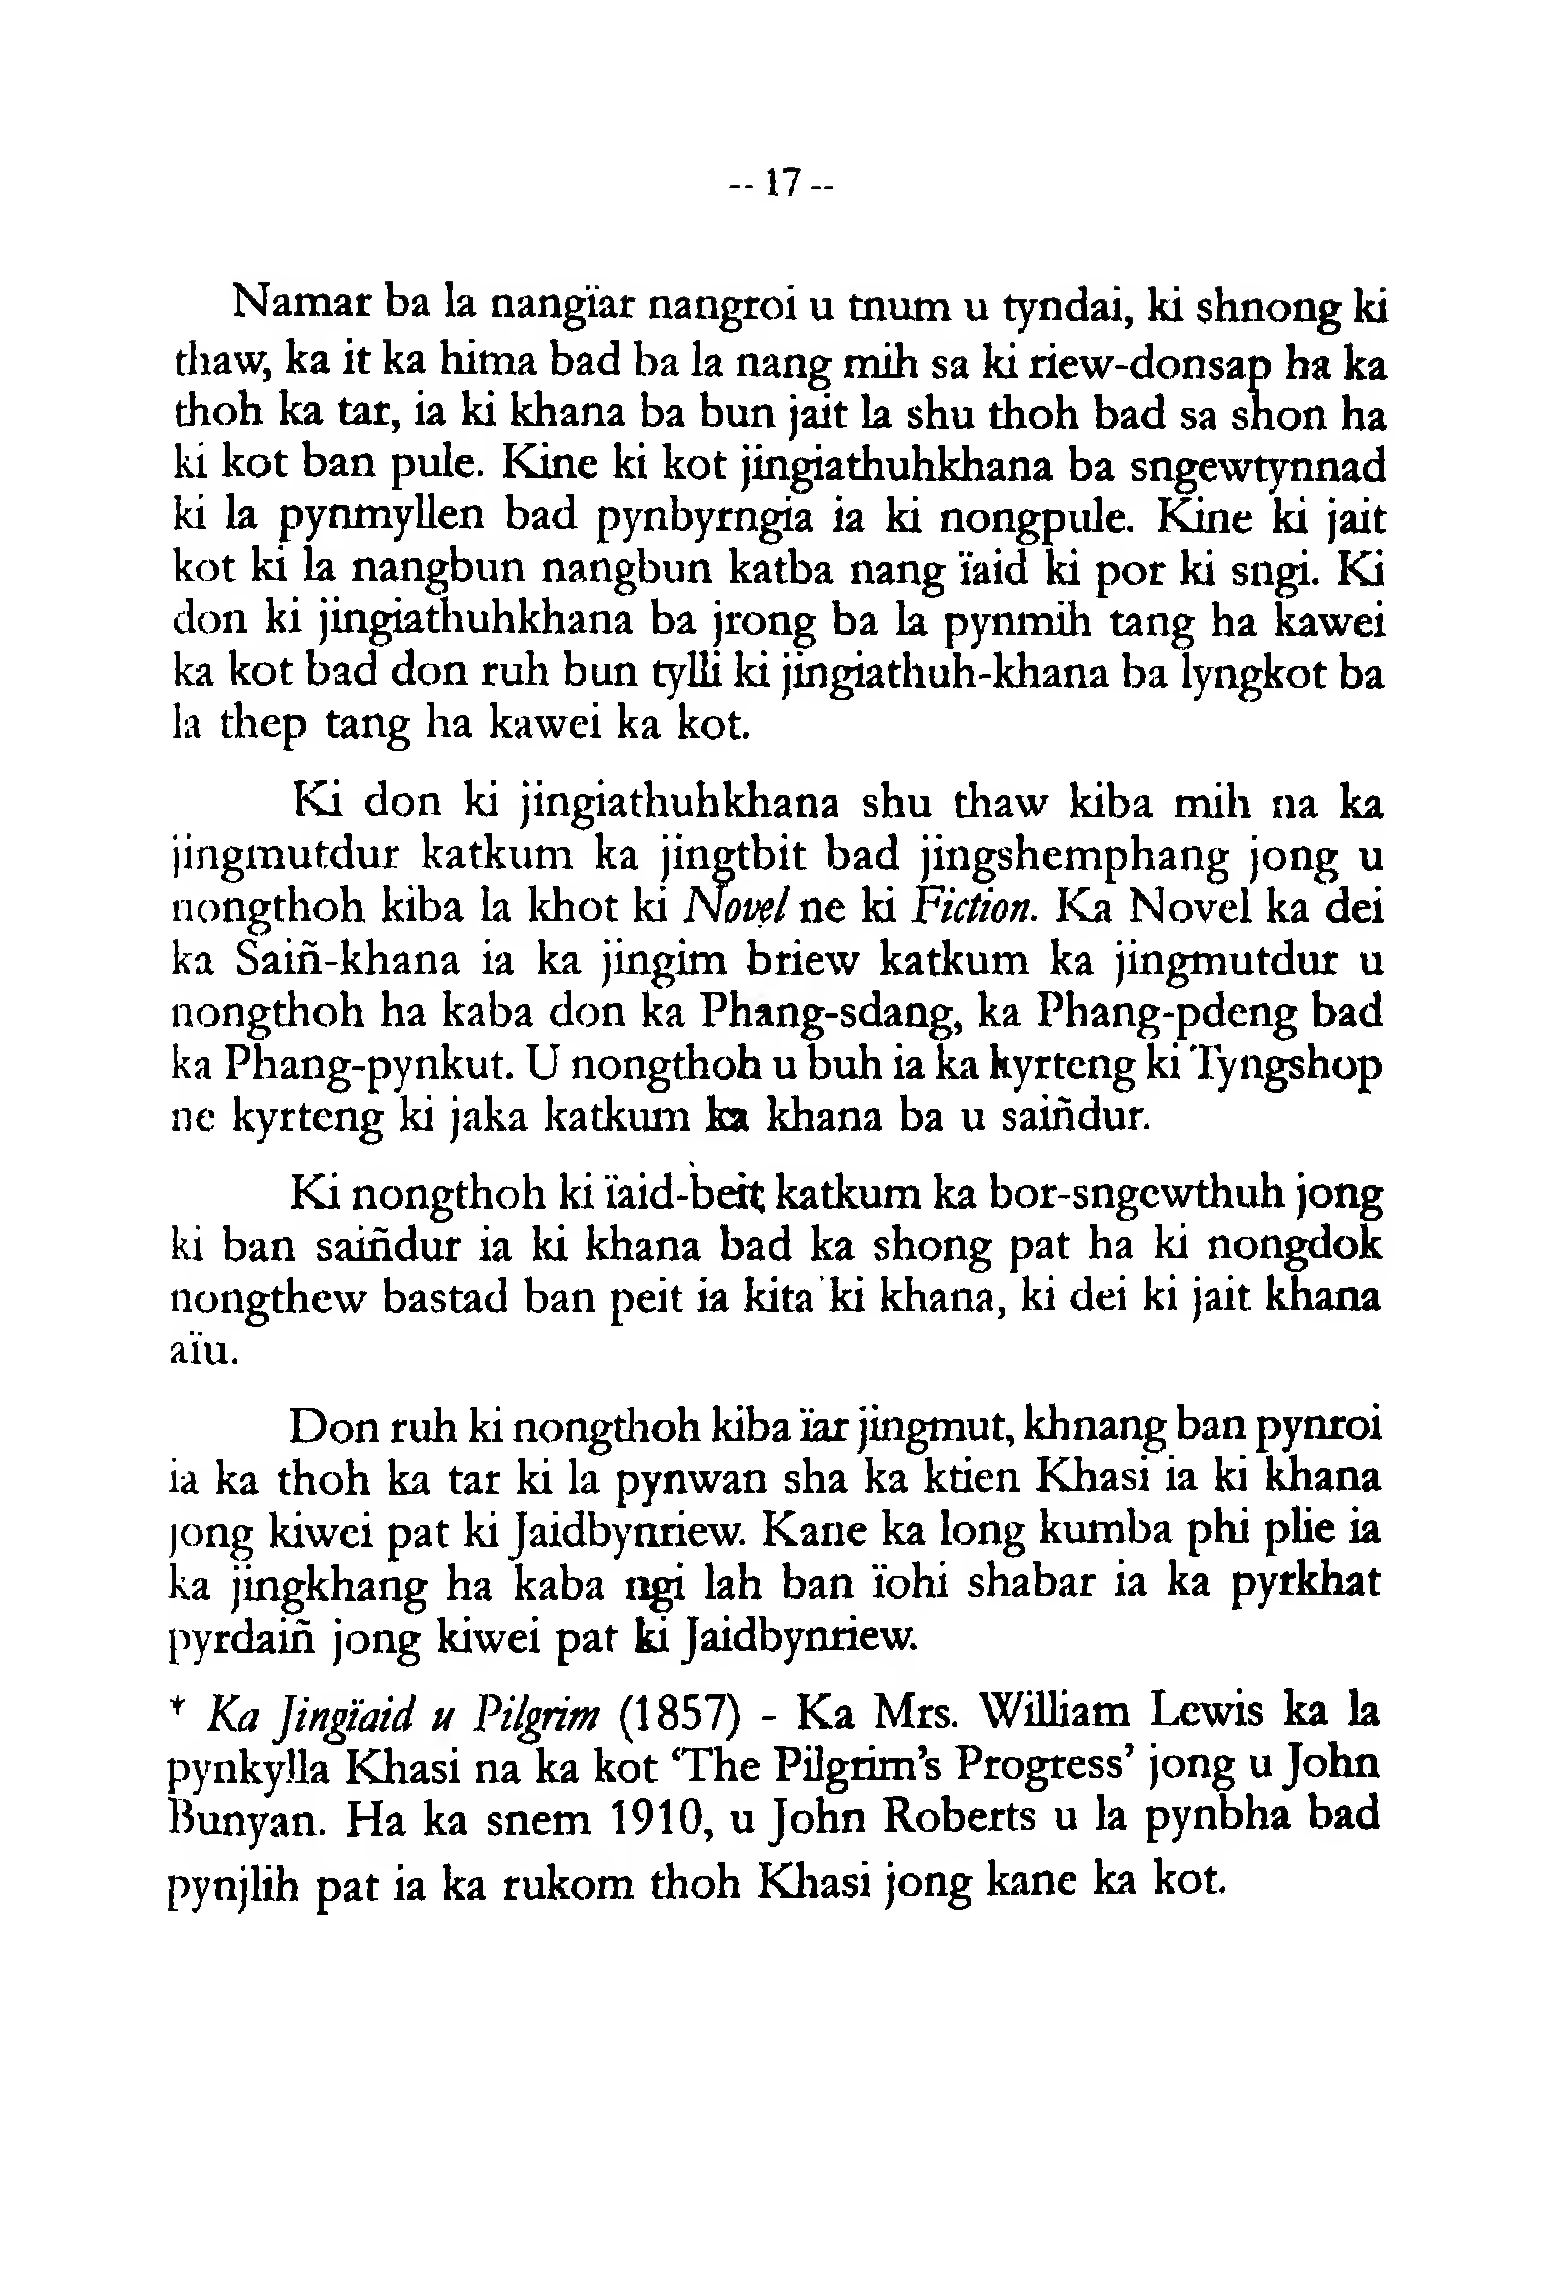 -- 17 --
Namar ba la nangïar nangroi u tnum u tyndai, ki shnong ki
thaw, ka it ka hima bad ba la nang mih sa ki riew-donsap ha ka
thoh ka tar, ia ki khana ba bun jait la shu thoh bad sa shon ha
ki kot ban pule. Kine ki kot jingiathuhkhana ba sngewtynnad
ki la pynmyllen bad pynbyrngia ia ki nongpule. Kine ki jait
kot ki la nangbun nangbun katba nang ïaid ki por ki sngi. Ki
don ki jingiathuhkhana ba jrong ba la pynmih tang ha kawei
ka kot bad don ruh bun tylli ki jingiathuh-khana ba lyngkot ba
la thep tang ha kawei ka kot.
Ki don ki jingiathuhkhana shu thaw kiba mih na ka
jingmutdur katkum ka jingtbit bad jingshemphang jong u
nongthoh kiba la khot ki Novel ne ki Fiction. Ka Novel ka dei
ka Saiñ-khana ia ka jingim briew katkum ka jingmutdur u
nongthoh ha kaba don ka Phang-sdang, ka Phang-pdeng bad
ka Phang-pynkut. U nongthoh u buh ia ka kyrteng ki Tyngshop
ne kyrteng ki jaka katkum ka khana ba u saiñdur.
Ki nongthoh ki ïaid-beit katkum ka bor-sngewthuh jong
ki ban saiñdur ia ki khana bad ka shong pat ha ki nongdok
nongthew bastad ban peit ia kita ki khana, ki dei ki jait khana
aïu.
Don ruh ki nongthoh kiba ïar jingmut, khnang ban pynroi
ia ka thoh ka tar ki la pynwan sha ka ktien Khasi ia ki khana
jong kiwei pat ki Jaidbynriew. Kane ka long kumba phi plie ia
ka jingkhang ha kaba ngi lah ban ïohi shabar ia ka pyrkhat
pyrdaiñ jong kiwei pat ki Jaidbynriew.
* Ka Jingïaid u Pilgrim (1857) - Ka Mrs. William Lewis ka la
pynkylla Khasi na ka kot ‘The Pilgrim’s Progress’ jong u John
Bunyan. Ha ka snem 1910, u John Roberts u la pynbha bad
pynjlih pat ia ka rukom thoh Khasi jong kane ka kot.